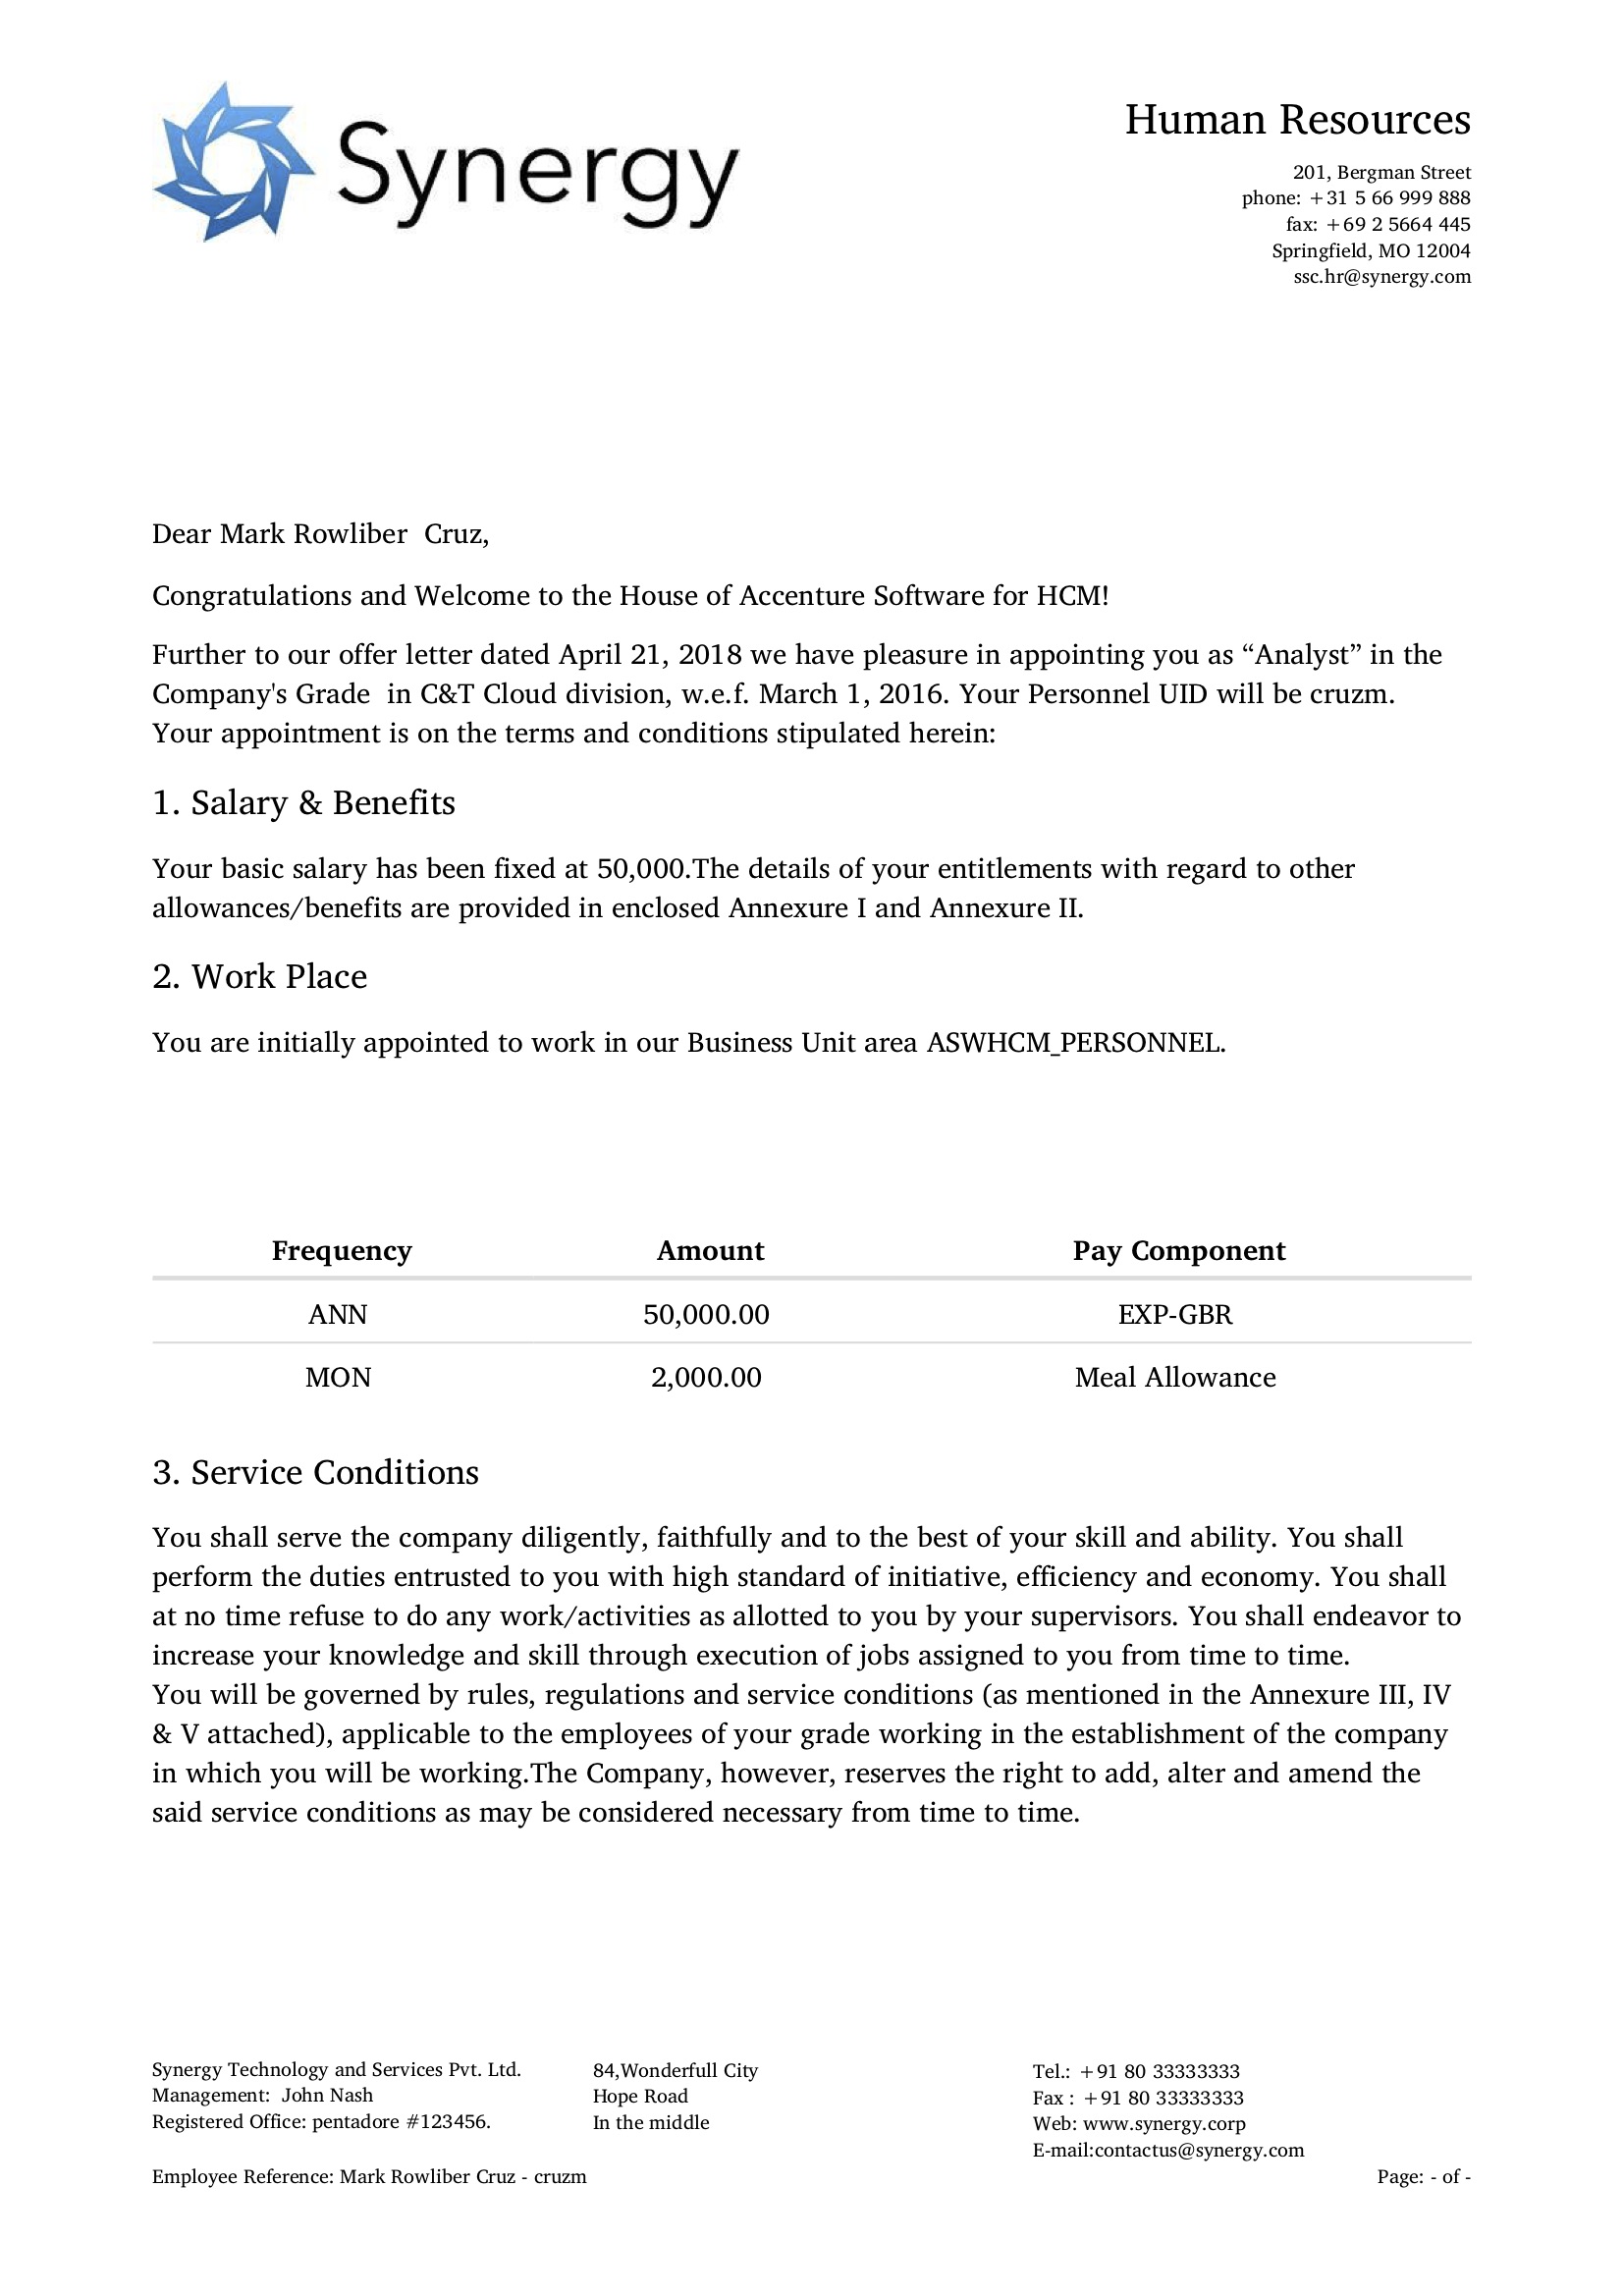 Synergy
Human Resources
201, Bergman Street
phone: +31 5 66 999 888
fax: +69 2 5664 445
Springfield, MO 12004
ssc.hr@synergy.com
Dear Mark Rowliber  Cruz,
Congratulations and Welcome to the House of Accenture Software for HCM!
Further to our offer letter dated April 21, 2018 we have pleasure in appointing you as “Analyst” in the
Company's Grade  in C&T Cloud division, w.e.f. March 1, 2016. Your Personnel UID will be cruzm.
Your appointment is on the terms and conditions stipulated herein:
1. Salary & Benefits
Your basic salary has been fixed at 50,000.The details of your entitlements with regard to other
allowances/benefits are provided in enclosed Annexure I and Annexure II.
2. Work Place
You are initially appointed to work in our Business Unit area ASWHCM_PERSONNEL.
Frequency Amount Pay Component
ANN 50,000.00 EXP-GBR
MON 2,000.00 Meal Allowance
3. Service Conditions
You shall serve the company diligently, faithfully and to the best of your skill and ability. You shall
perform the duties entrusted to you with high standard of initiative, efficiency and economy. You shall
at no time refuse to do any work/activities as allotted to you by your supervisors. You shall endeavor to
increase your knowledge and skill through execution of jobs assigned to you from time to time.
You will be governed by rules, regulations and service conditions (as mentioned in the Annexure III, IV
& V attached), applicable to the employees of your grade working in the establishment of the company
in which you will be working.The Company, however, reserves the right to add, alter and amend the
said service conditions as may be considered necessary from time to time.
Synergy Technology and Services Pvt. Ltd.
Management:  John Nash
Registered Office: pentadore #123456.
84,Wonderfull City
Hope Road
In the middle
Tel.: +91 80 33333333
Fax : +91 80 33333333
Web: www.synergy.corp
E-mail:contactus@synergy.com
Employee Reference: Mark Rowliber Cruz - cruzm
Page: - of -